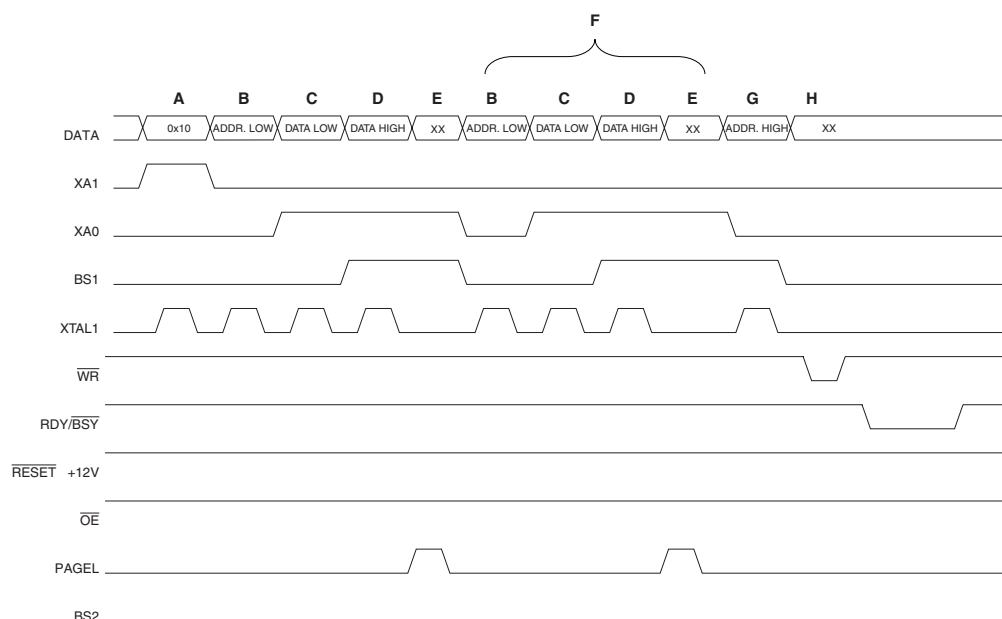 F
A B C D E B C D E G H
DATA 0x10 ADDR. LOW DATA LOW DATA HIGH XX ADDR. LOW DATA LOW DATA HIGH XX ADDR. HIGH XX
XA1
XA0
BS1
XTAL1
WR
RDY/BSY
RESET +12V
OE
PAGEL
BS2